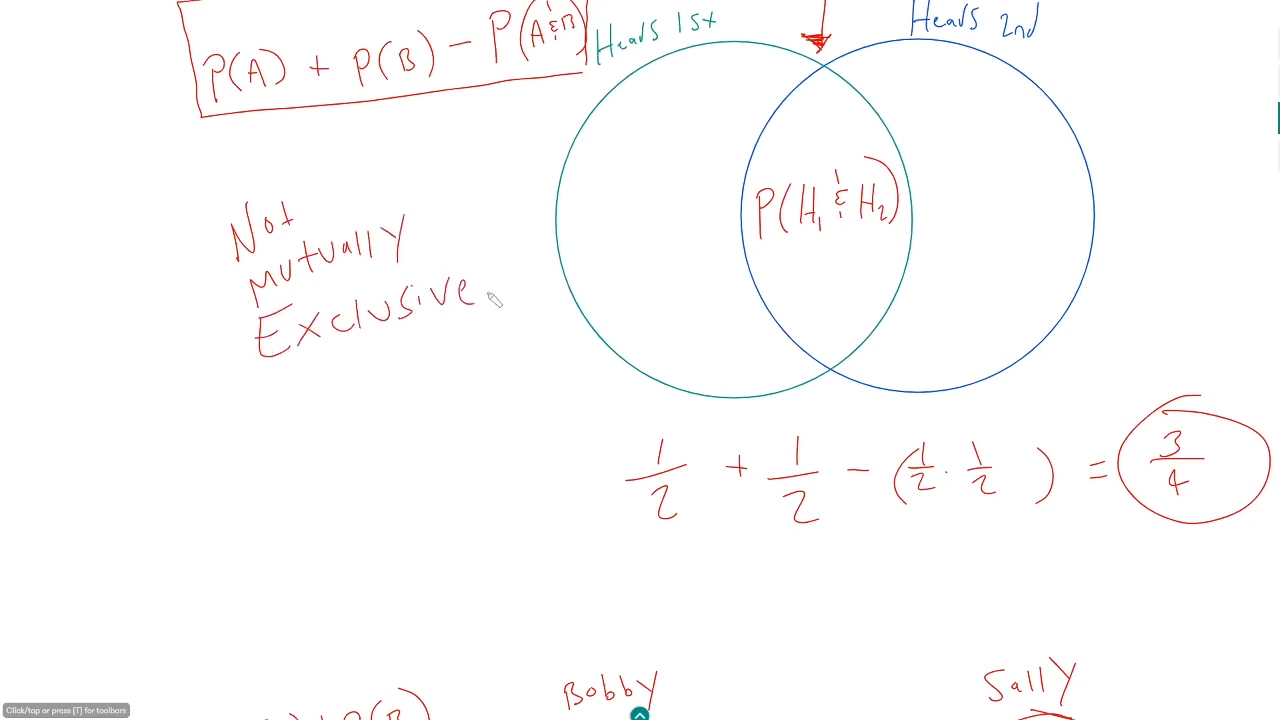 P(A) + P(B) - P(A & B)
Heads 1st
Heads 2nd
P(H₁ & H₂)
Not
mutually
Exclusive
1/2 + 1/2 - (1/2 · 1/2) = 3/4
Bobby
Sally
+ P(B)
Click/tap or press [T] for toolbars